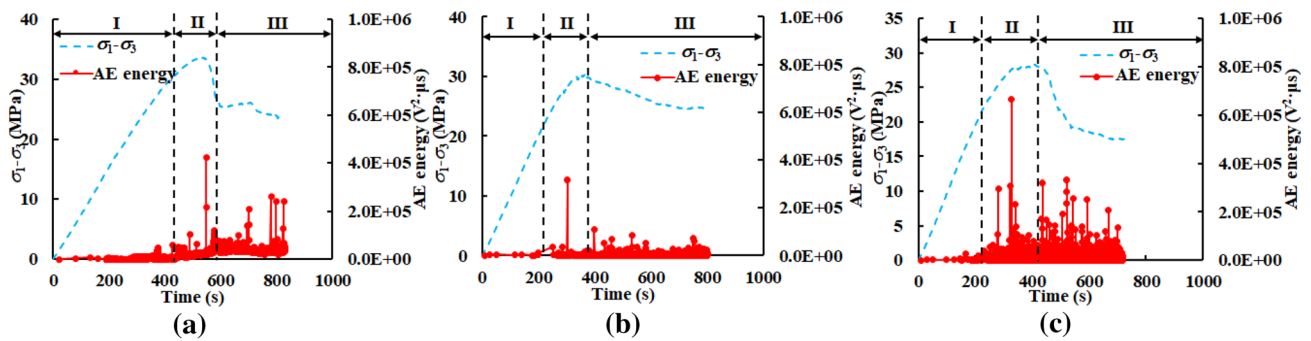 (a)
40
30
20
10
0
σ1-σ3 (MPa)
I
II
III
σ1-σ3
AE energy
1.0E+06
8.0E+05
6.0E+05
4.0E+05
2.0E+05
0.0E+00
AE energy (V2·μs)
0 200 400 600 800 1000
Time (s)
(a)
(b)
40
30
20
10
0
σ1-σ3 (MPa)
I
II
III
σ1-σ3
AE energy
1.0E+06
8.0E+05
6.0E+05
4.0E+05
2.0E+05
0.0E+00
AE energy (V2·μs)
0 200 400 600 800 1000
Time (s)
(b)
(c)
35
30
25
20
15
10
5
0
σ1-σ3 (MPa)
I
II
III
σ1-σ3
AE energy
1.0E+06
8.0E+05
6.0E+05
4.0E+05
2.0E+05
0.0E+00
AE energy (V2·μs)
0 200 400 600 800 1000
Time (s)
(c)